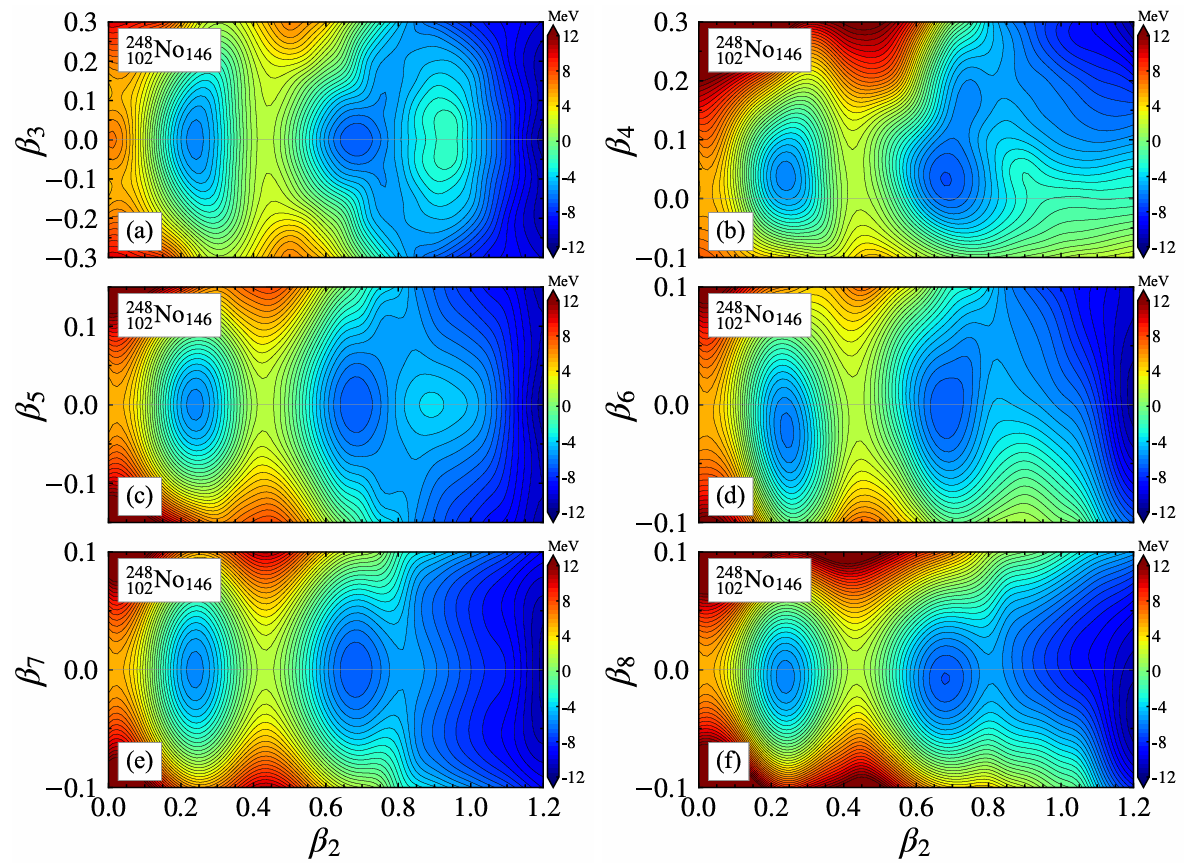 MeV MeV
0.3 12 0.3 12
²⁴⁸₁₀₂No₁₄₆ ²⁴⁸₁₀₂No₁₄₆
0.2 8 8
0.1 4 0.2 4
β₃ 0.0 0 β₄ 0.1 0
−0.1 -4 -4
−0.2 -8 0.0 -8
(a) (b)
−0.3 -12 −0.1 -12
MeV MeV
12 0.1 12
²⁴⁸₁₀₂No₁₄₆ ²⁴⁸₁₀₂No₁₄₆
0.1 8 8
4 4
β₅ 0.0 0 β₆ 0.0 0
-4 -4
−0.1 -8 -8
(c) (d)
-12 −0.1 -12
MeV MeV
0.1 12 0.1 12
²⁴⁸₁₀₂No₁₄₆ ²⁴⁸₁₀₂No₁₄₆
8 8
4 4
β₇ 0.0 0 β₈ 0.0 0
-4 -4
-8 -8
(e) (f)
−0.1 -12 −0.1 -12
0.0 0.2 0.4 0.6 0.8 1.0 1.2 0.0 0.2 0.4 0.6 0.8 1.0 1.2
β₂ β₂